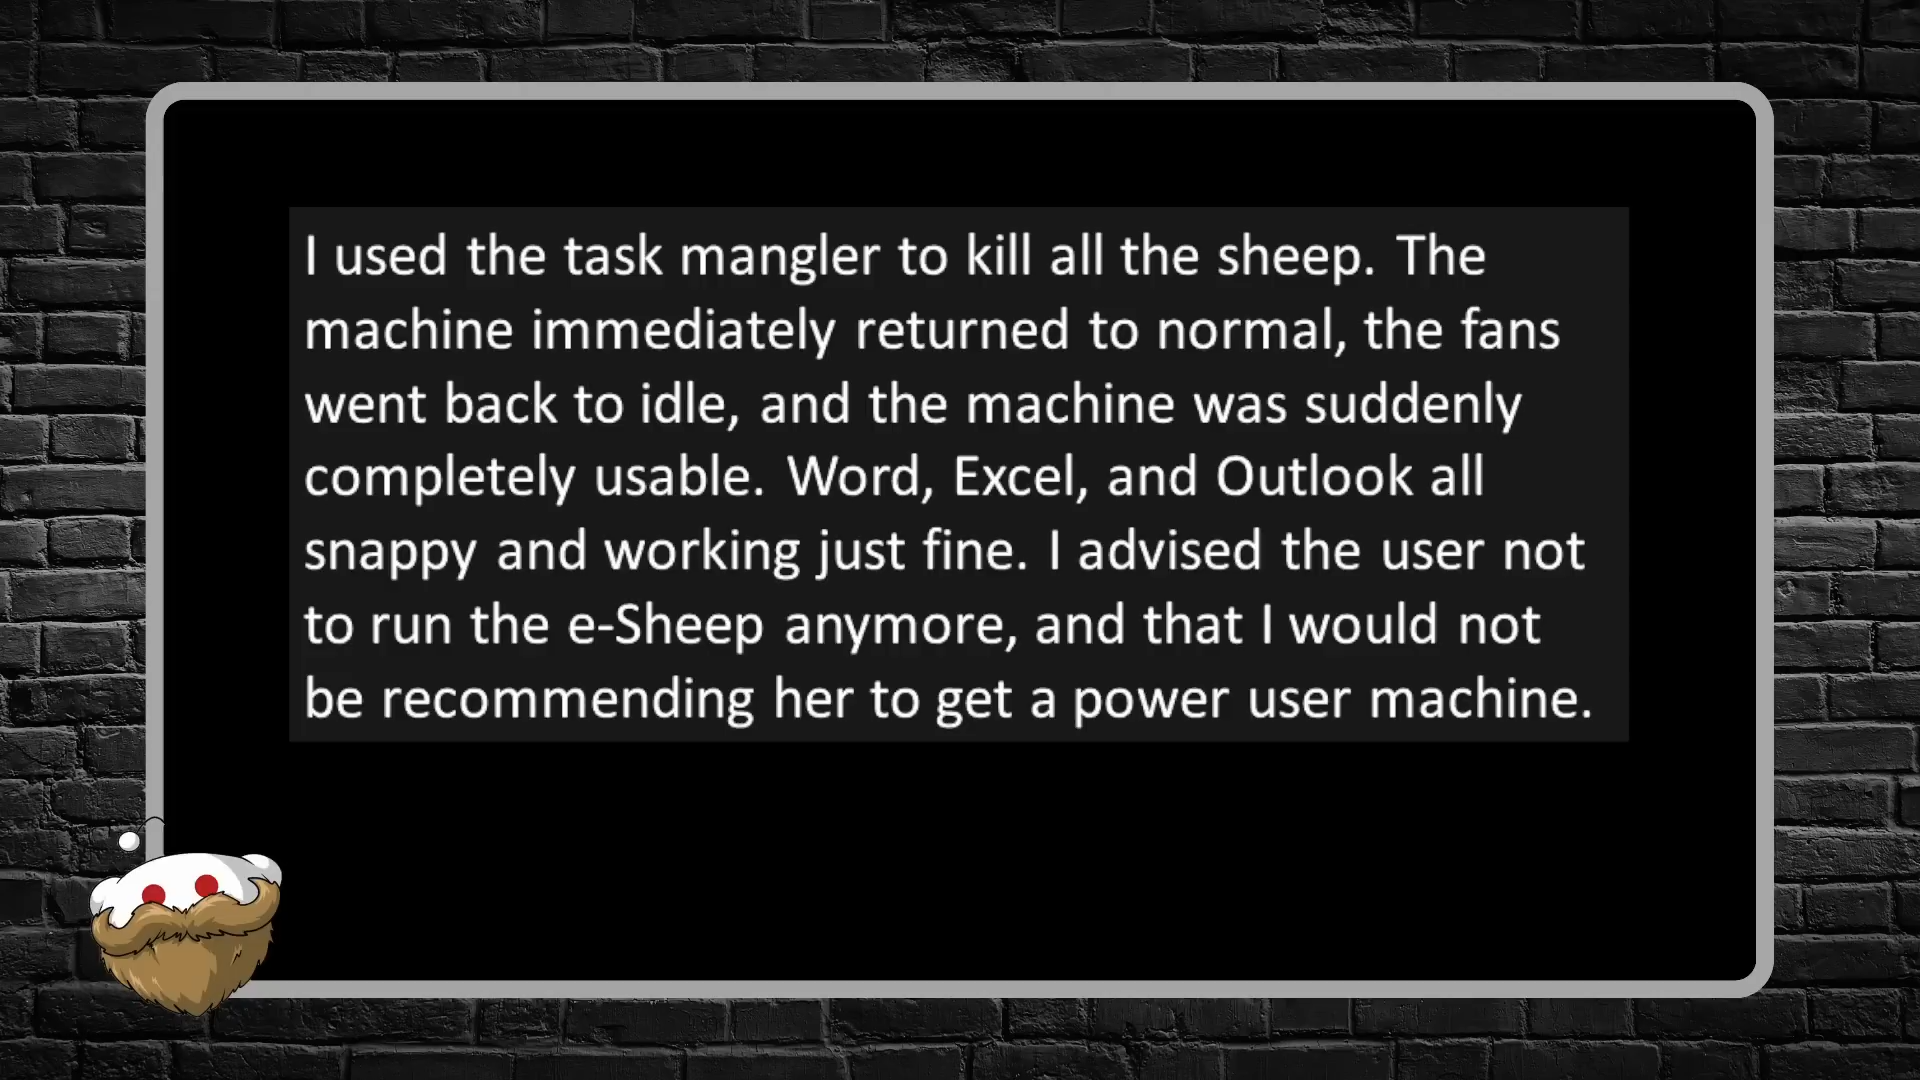 I used the task mangler to kill all the sheep. The
machine immediately returned to normal, the fans
went back to idle, and the machine was suddenly
completely usable. Word, Excel, and Outlook all
snappy and working just fine. I advised the user not
to run the e-Sheep anymore, and that I would not
be recommending her to get a power user machine.